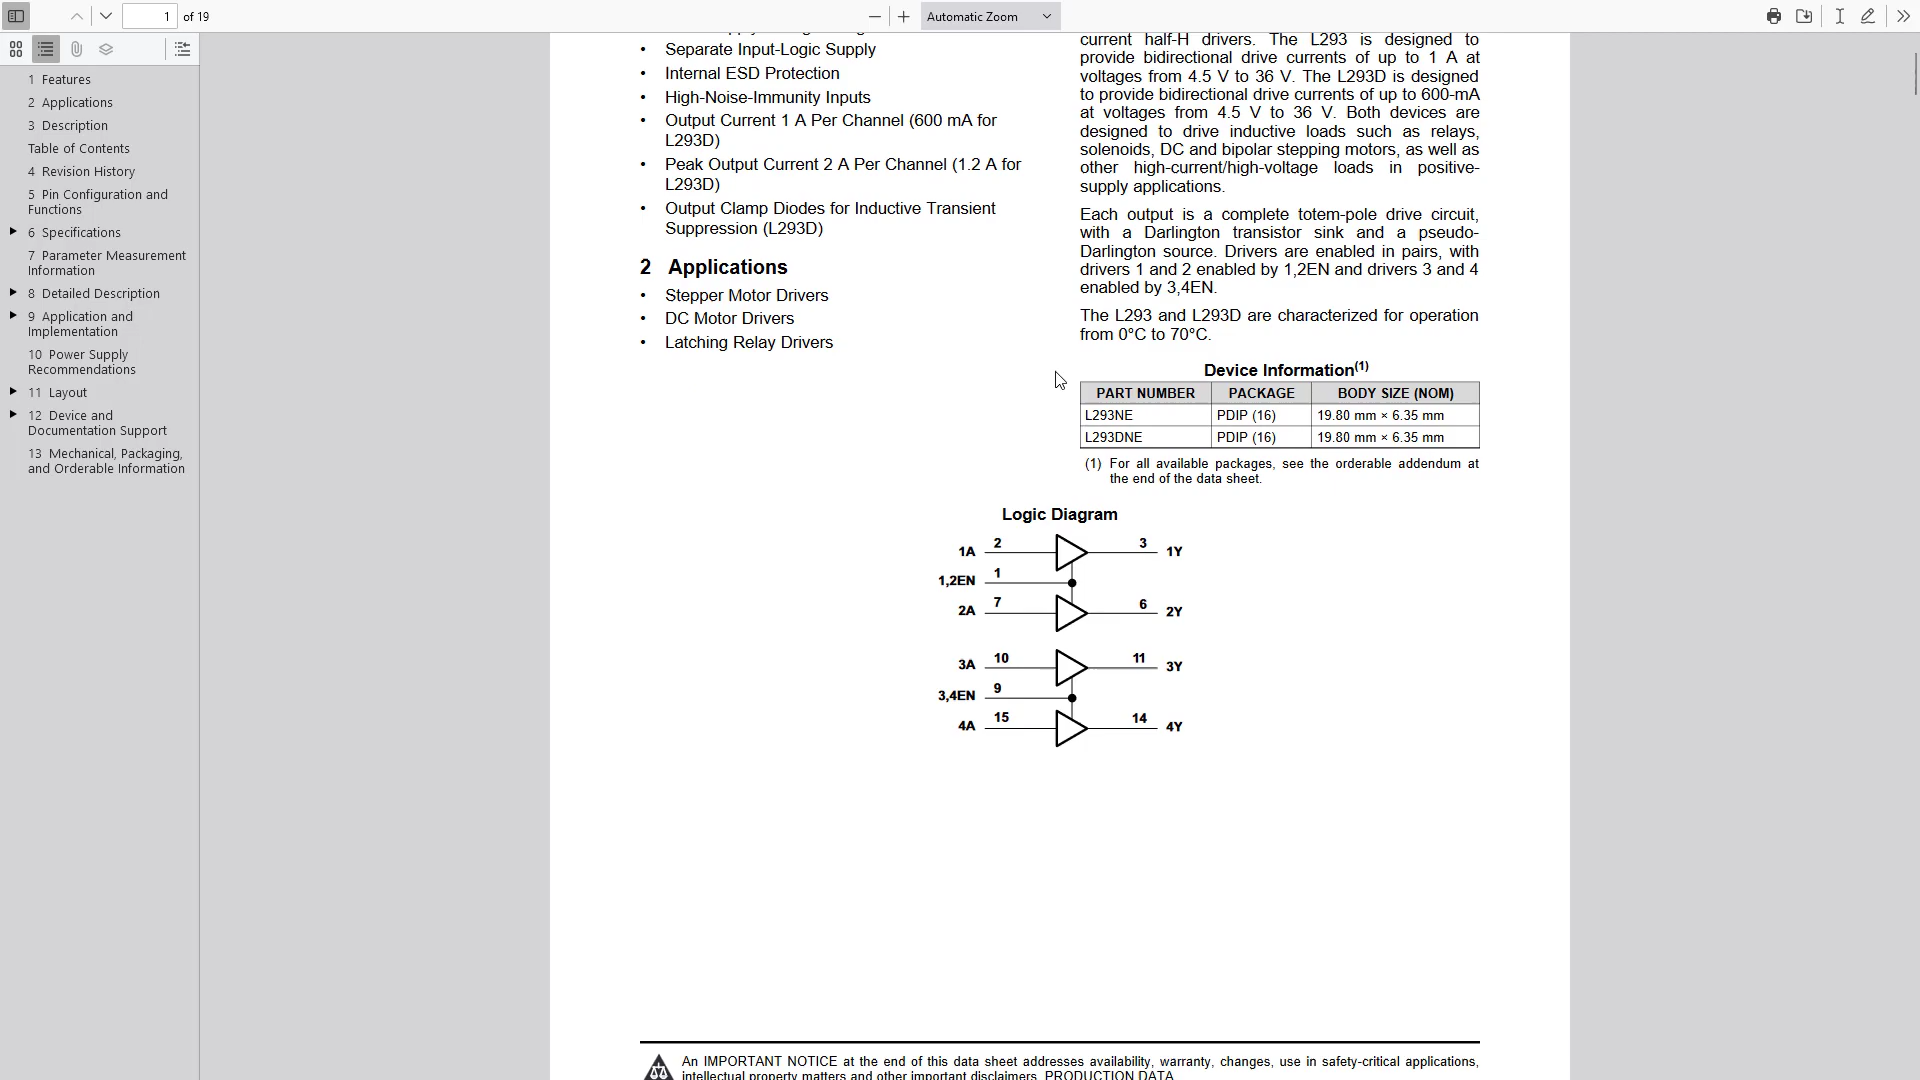 1
of 19
Automatic Zoom
1 Features
2 Applications
3 Description
Table of Contents
4 Revision History
5 Pin Configuration and
Functions
6 Specifications
7 Parameter Measurement
Information
8 Detailed Description
9 Application and
Implementation
10 Power Supply
Recommendations
11 Layout
12 Device and
Documentation Support
13 Mechanical, Packaging,
and Orderable Information
• Separate Input-Logic Supply
• Internal ESD Protection
• High-Noise-Immunity Inputs
• Output Current 1 A Per Channel (600 mA for
L293D)
• Peak Output Current 2 A Per Channel (1.2 A for
L293D)
• Output Clamp Diodes for Inductive Transient
Suppression (L293D)
2 Applications
• Stepper Motor Drivers
• DC Motor Drivers
• Latching Relay Drivers
current half-H drivers. The L293 is designed to
provide bidirectional drive currents of up to 1 A at
voltages from 4.5 V to 36 V. The L293D is designed
to provide bidirectional drive currents of up to 600-mA
at voltages from 4.5 V to 36 V. Both devices are
designed to drive inductive loads such as relays,
solenoids, DC and bipolar stepping motors, as well as
other high-current/high-voltage loads in positive-
supply applications.
Each output is a complete totem-pole drive circuit,
with a Darlington transistor sink and a pseudo-
Darlington source. Drivers are enabled in pairs, with
drivers 1 and 2 enabled by 1,2EN and drivers 3 and 4
enabled by 3,4EN.
The L293 and L293D are characterized for operation
from 0°C to 70°C.
Device Information(1)
PART NUMBER PACKAGE BODY SIZE (NOM)
L293NE PDIP (16) 19.80 mm × 6.35 mm
L293DNE PDIP (16) 19.80 mm × 6.35 mm
(1) For all available packages, see the orderable addendum at
the end of the data sheet.
Logic Diagram
1A 2 3 1Y
1,2EN 1
2A 7 6 2Y
3A 10 11 3Y
3,4EN 9
4A 15 14 4Y
An IMPORTANT NOTICE at the end of this data sheet addresses availability, warranty, changes, use in safety-critical applications,
intellectual property matters and other important disclaimers. PRODUCTION DATA.